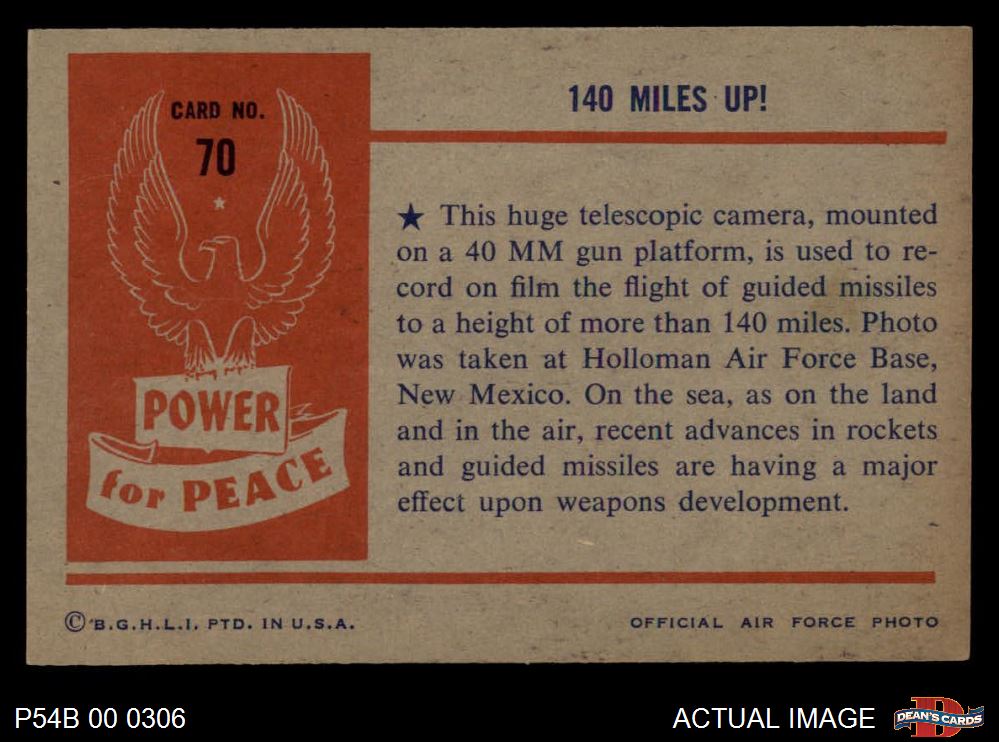 CARD NO.
70
POWER
for PEACE
140 MILES UP!
★ This huge telescopic camera, mounted
on a 40 MM gun platform, is used to re-
cord on film the flight of guided missiles
to a height of more than 140 miles. Photo
was taken at Holloman Air Force Base,
New Mexico. On the sea, as on the land
and in the air, recent advances in rockets
and guided missiles are having a major
effect upon weapons development.
© B.G.H.L.I. PTD. IN U.S.A.
OFFICIAL AIR FORCE PHOTO
P54B 00 0306
ACTUAL IMAGE
D
DEAN'S CARDS